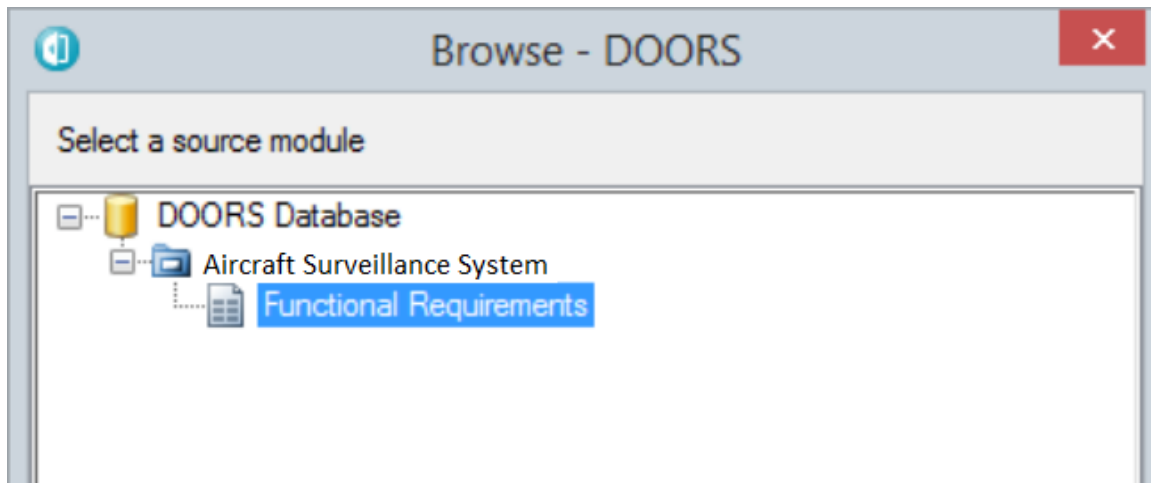 Browse - DOORS
Select a source module
DOORS Database
Aircraft Surveillance System
Functional Requirements